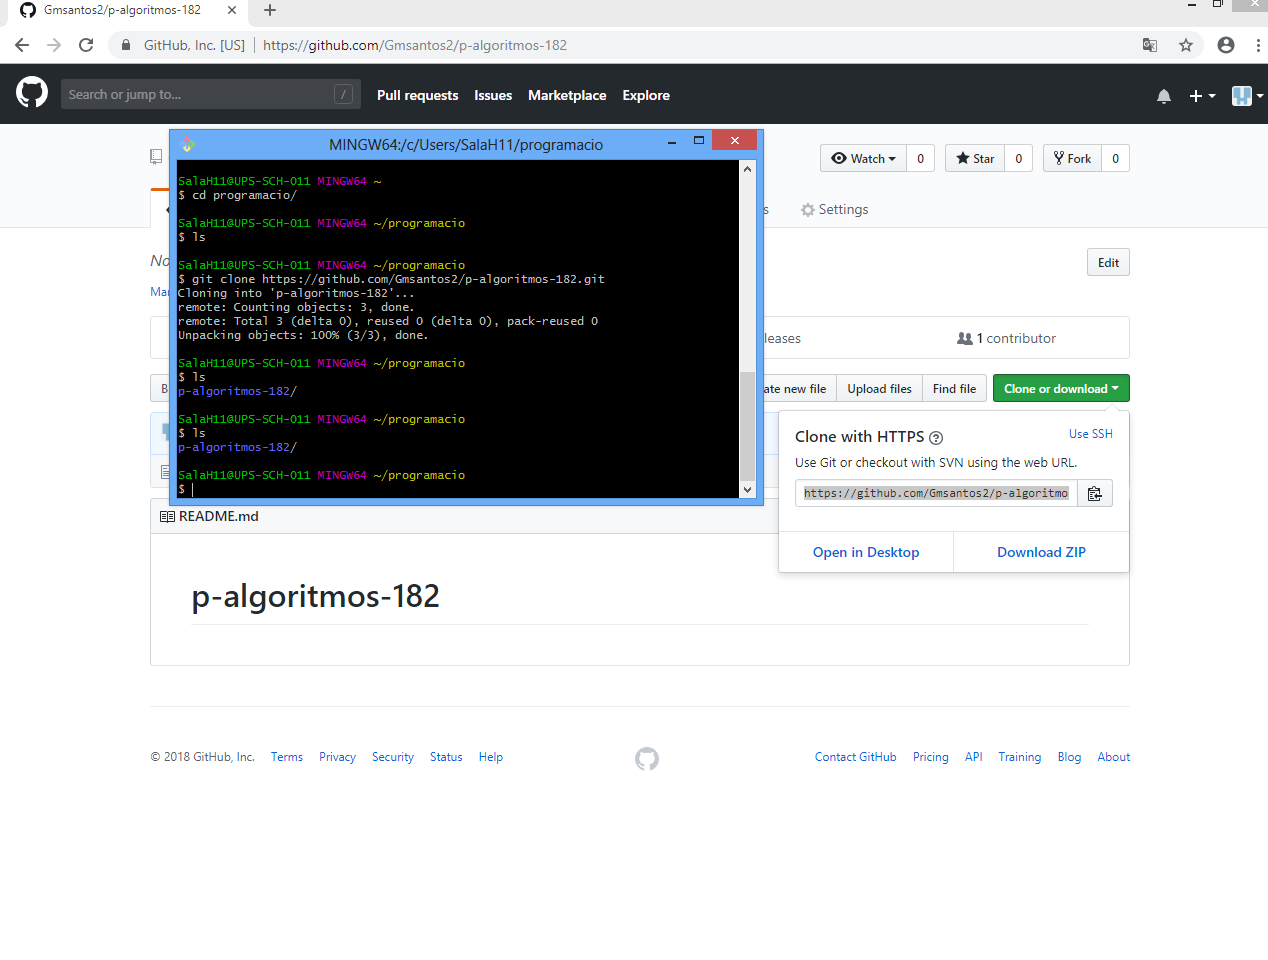 Gmsantos2/p-algoritmos-182
GitHub, Inc. [US] https://github.com/Gmsantos2/p-algoritmos-182
Search or jump to... /
Pull requests Issues Marketplace Explore
MINGW64:/c/Users/SalaH11/programacio
SalaH11@UPS-SCH-011 MINGW64 ~
$ cd programacio/
SalaH11@UPS-SCH-011 MINGW64 ~/programacio
$ ls
SalaH11@UPS-SCH-011 MINGW64 ~/programacio
$ git clone https://github.com/Gmsantos2/p-algoritmos-182.git
Cloning into 'p-algoritmos-182'...
remote: Counting objects: 3, done.
remote: Total 3 (delta 0), reused 0 (delta 0), pack-reused 0
Unpacking objects: 100% (3/3), done.
SalaH11@UPS-SCH-011 MINGW64 ~/programacio
$ ls
p-algoritmos-182/
SalaH11@UPS-SCH-011 MINGW64 ~/programacio
$ ls
p-algoritmos-182/
SalaH11@UPS-SCH-011 MINGW64 ~/programacio
$
Watch 0 Star 0 Fork 0
s Settings
No
Edit
Mar
leases 1 contributor
B
ate new file Upload files Find file Clone or download
Clone with HTTPS Use SSH
Use Git or checkout with SVN using the web URL.
https://github.com/Gmsantos2/p-algoritmo
Open in Desktop Download ZIP
README.md
p-algoritmos-182
© 2018 GitHub, Inc. Terms Privacy Security Status Help
Contact GitHub Pricing API Training Blog About